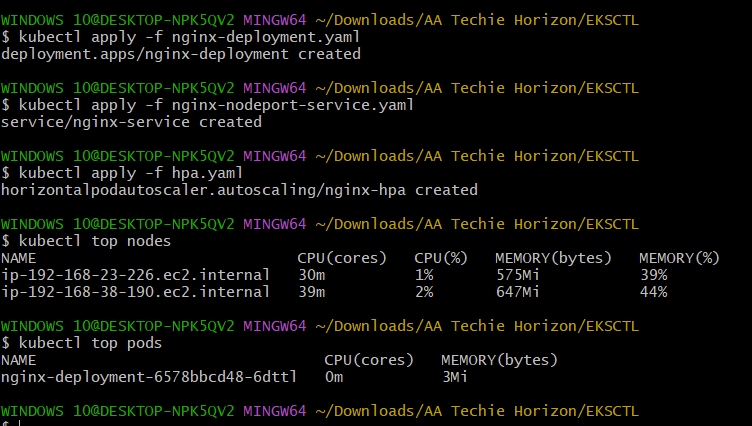 WINDOWS 10@DESKTOP-NPK5QV2 MINGW64 ~/Downloads/AA Techie Horizon/EKSCTL
$ kubectl apply -f nginx-deployment.yaml
deployment.apps/nginx-deployment created
WINDOWS 10@DESKTOP-NPK5QV2 MINGW64 ~/Downloads/AA Techie Horizon/EKSCTL
$ kubectl apply -f nginx-nodeport-service.yaml
service/nginx-service created
WINDOWS 10@DESKTOP-NPK5QV2 MINGW64 ~/Downloads/AA Techie Horizon/EKSCTL
$ kubectl apply -f hpa.yaml
horizontalpodautoscaler.autoscaling/nginx-hpa created
WINDOWS 10@DESKTOP-NPK5QV2 MINGW64 ~/Downloads/AA Techie Horizon/EKSCTL
$ kubectl top nodes
NAME CPU(cores) CPU(%) MEMORY(bytes) MEMORY(%)
ip-192-168-23-226.ec2.internal 30m 1% 575Mi 39%
ip-192-168-38-190.ec2.internal 39m 2% 647Mi 44%
WINDOWS 10@DESKTOP-NPK5QV2 MINGW64 ~/Downloads/AA Techie Horizon/EKSCTL
$ kubectl top pods
NAME CPU(cores) MEMORY(bytes)
nginx-deployment-6578bbcd48-6dttl 0m 3Mi
WINDOWS 10@DESKTOP-NPK5QV2 MINGW64 ~/Downloads/AA Techie Horizon/EKSCTL
$